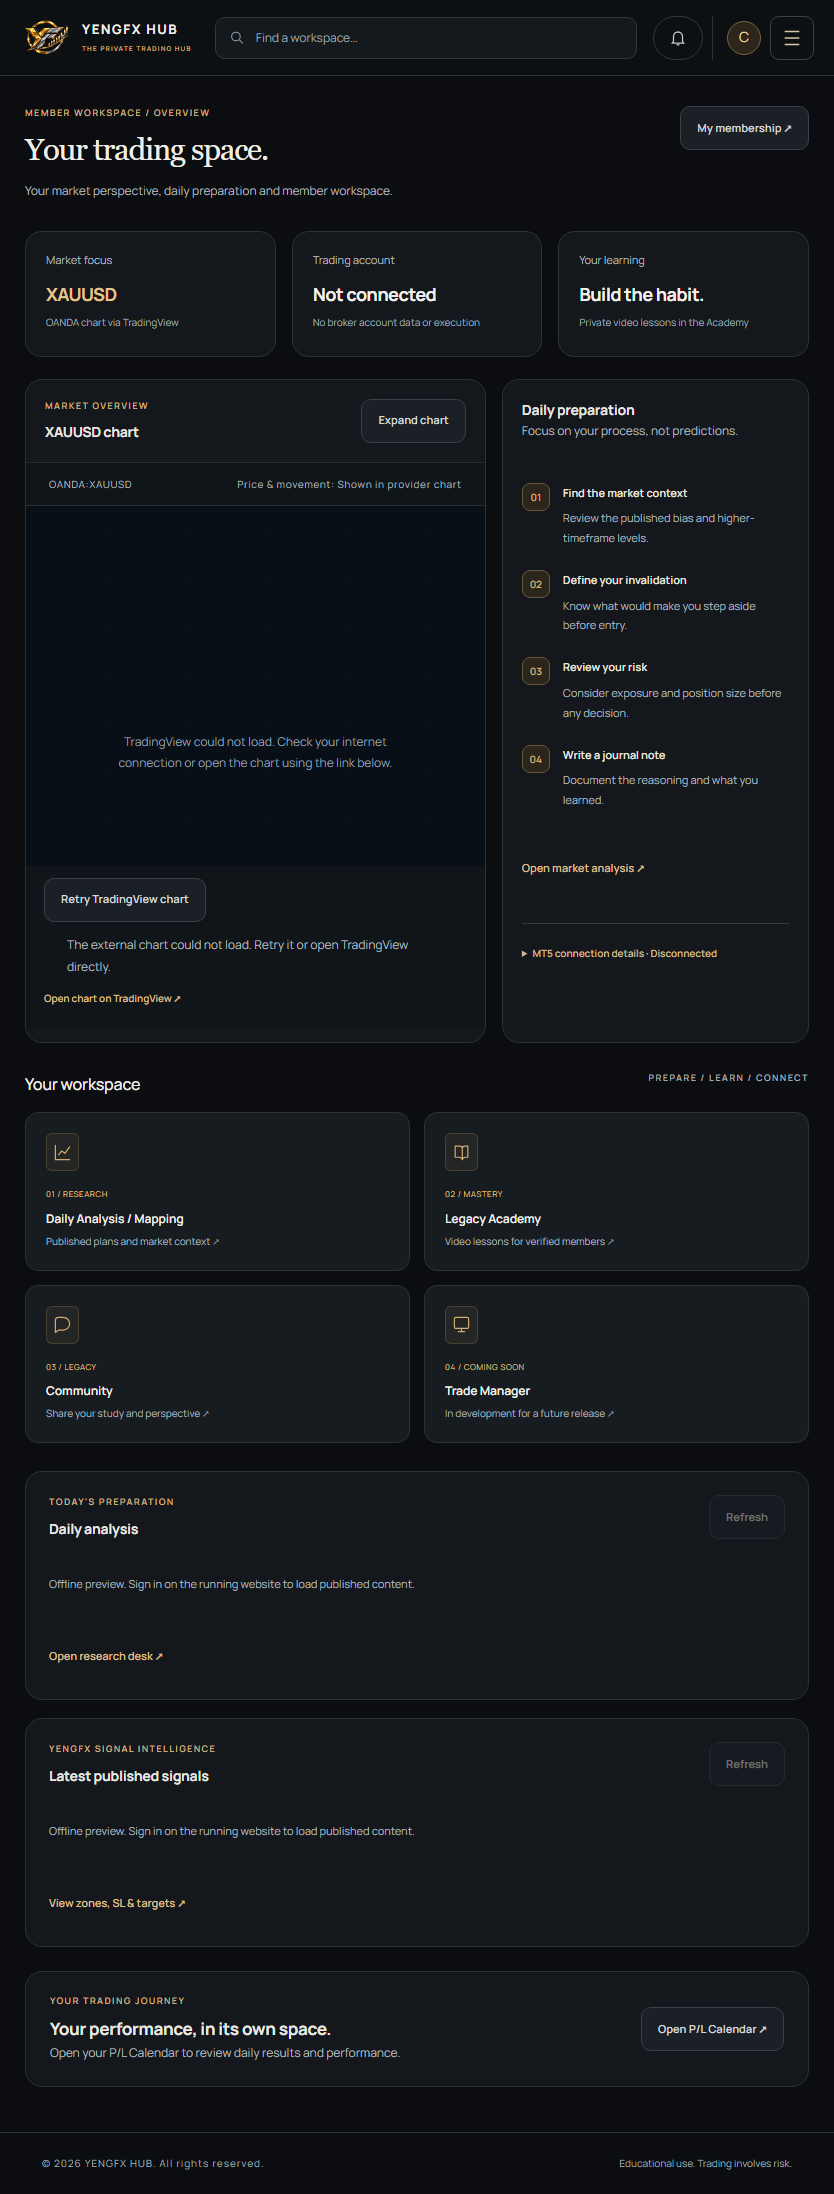 YENGFX HUB
THE PRIVATE TRADING HUB
Find a workspace...
C
MEMBER WORKSPACE / OVERVIEW
Your trading space.
Your market perspective, daily preparation and member workspace.
My membership ↗
Market focus
XAUUSD
OANDA chart via TradingView
Trading account
Not connected
No broker account data or execution
Your learning
Build the habit.
Private video lessons in the Academy
MARKET OVERVIEW
XAUUSD chart
Expand chart
OANDA:XAUUSD
Price & movement: Shown in provider chart
TradingView could not load. Check your internet
connection or open the chart using the link below.
Retry TradingView chart
The external chart could not load. Retry it or open TradingView
directly.
Open chart on TradingView ↗
Daily preparation
Focus on your process, not predictions.
01
Find the market context
Review the published bias and higher-
timeframe levels.
02
Define your invalidation
Know what would make you step aside
before entry.
03
Review your risk
Consider exposure and position size before
any decision.
04
Write a journal note
Document the reasoning and what you
learned.
Open market analysis ↗
▸ MT5 connection details · Disconnected
Your workspace
PREPARE / LEARN / CONNECT
01 / RESEARCH
Daily Analysis / Mapping
Published plans and market context ↗
02 / MASTERY
Legacy Academy
Video lessons for verified members ↗
03 / LEGACY
Community
Share your study and perspective ↗
04 / COMING SOON
Trade Manager
In development for a future release ↗
TODAY'S PREPARATION
Daily analysis
Refresh
Offline preview. Sign in on the running website to load published content.
Open research desk ↗
YENGFX SIGNAL INTELLIGENCE
Latest published signals
Refresh
Offline preview. Sign in on the running website to load published content.
View zones, SL & targets ↗
YOUR TRADING JOURNEY
Your performance, in its own space.
Open your P/L Calendar to review daily results and performance.
Open P/L Calendar ↗
© 2026 YENGFX HUB. All rights reserved.
Educational use. Trading involves risk.